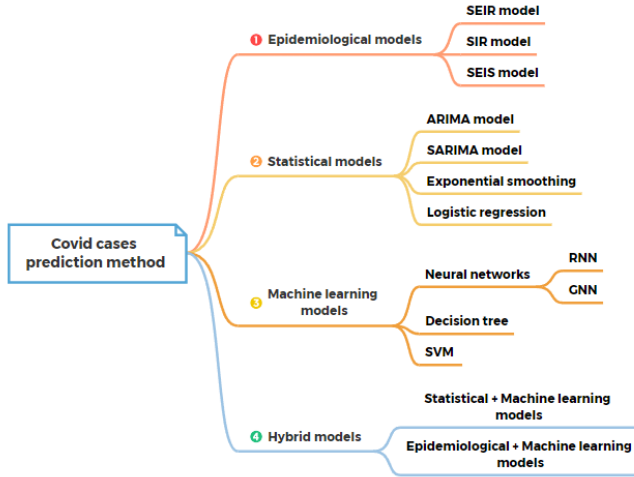 Covid cases
prediction method
1 Epidemiological models
SEIR model
SIR model
SEIS model
2 Statistical models
ARIMA model
SARIMA model
Exponential smoothing
Logistic regression
3 Machine learning
models
Neural networks
RNN
GNN
Decision tree
SVM
4 Hybrid models
Statistical + Machine learning
models
Epidemiological + Machine learning
models